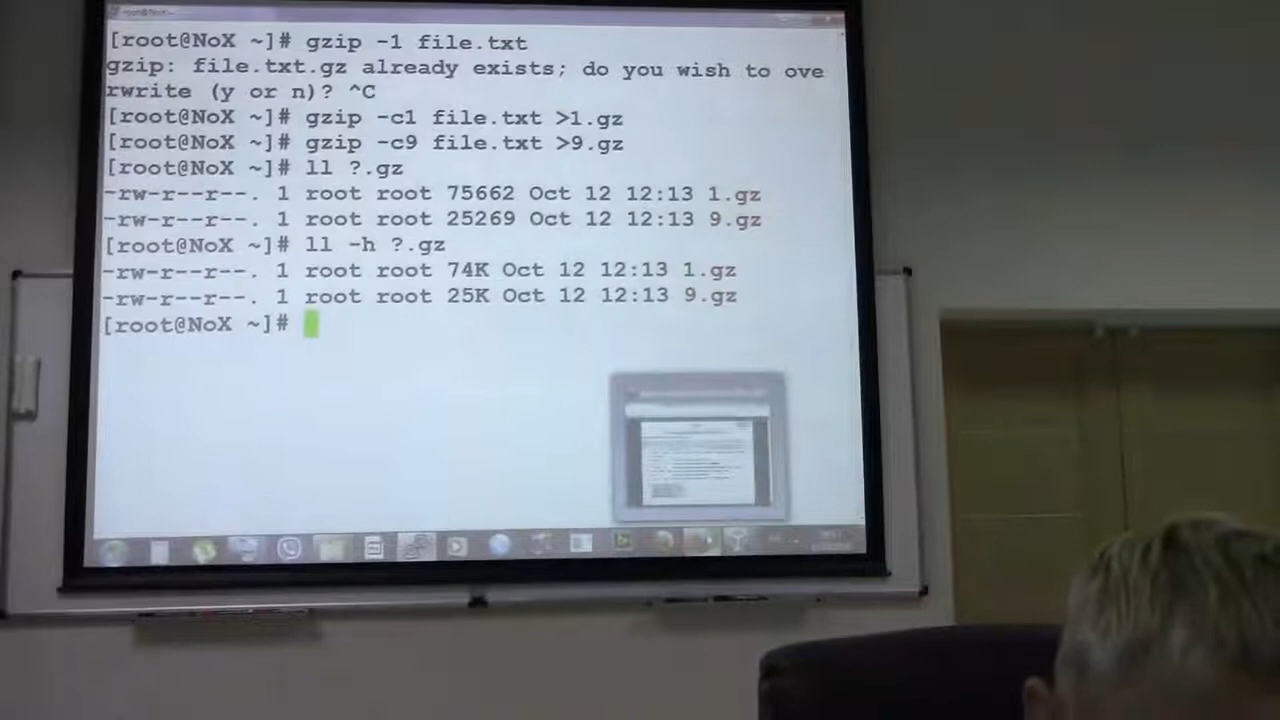 [root@NoX ~]# gzip -1 file.txt
gzip: file.txt.gz already exists; do you wish to ove
rwrite (y or n)? ^C
[root@NoX ~]# gzip -c1 file.txt >1.gz
[root@NoX ~]# gzip -c9 file.txt >9.gz
[root@NoX ~]# ll ?.gz
-rw-r--r--. 1 root root 75662 Oct 12 12:13 1.gz
-rw-r--r--. 1 root root 25269 Oct 12 12:13 9.gz
[root@NoX ~]# ll -h ?.gz
-rw-r--r--. 1 root root 74K Oct 12 12:13 1.gz
-rw-r--r--. 1 root root 25K Oct 12 12:13 9.gz
[root@NoX ~]#